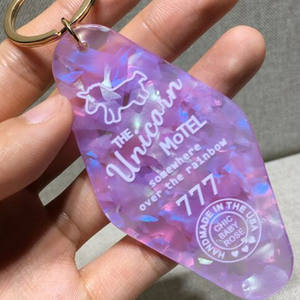 THE
Unicorn
MOTEL
somewhere
over the rainbow
777
HANDMADE IN THE USA
CHIC
BABY
ROSE